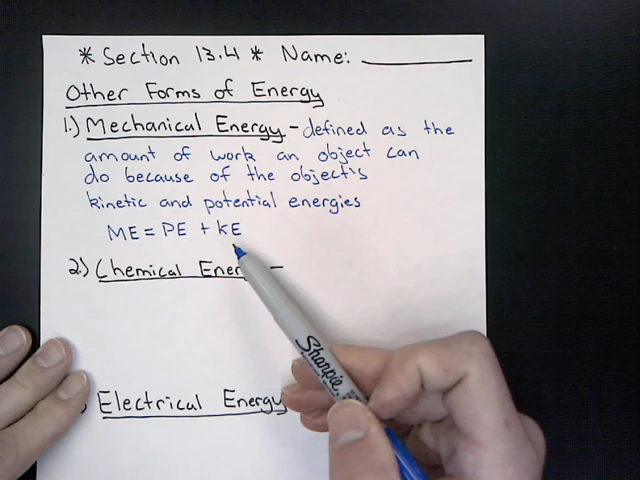 * Section 13.4 * Name:
Other Forms of Energy
1.) Mechanical Energy - defined as the
amount of work an object can
do because of the object's
kinetic and potential energies
ME = PE + KE
2.) Chemical Energy -
Electrical Energy
Sharpie